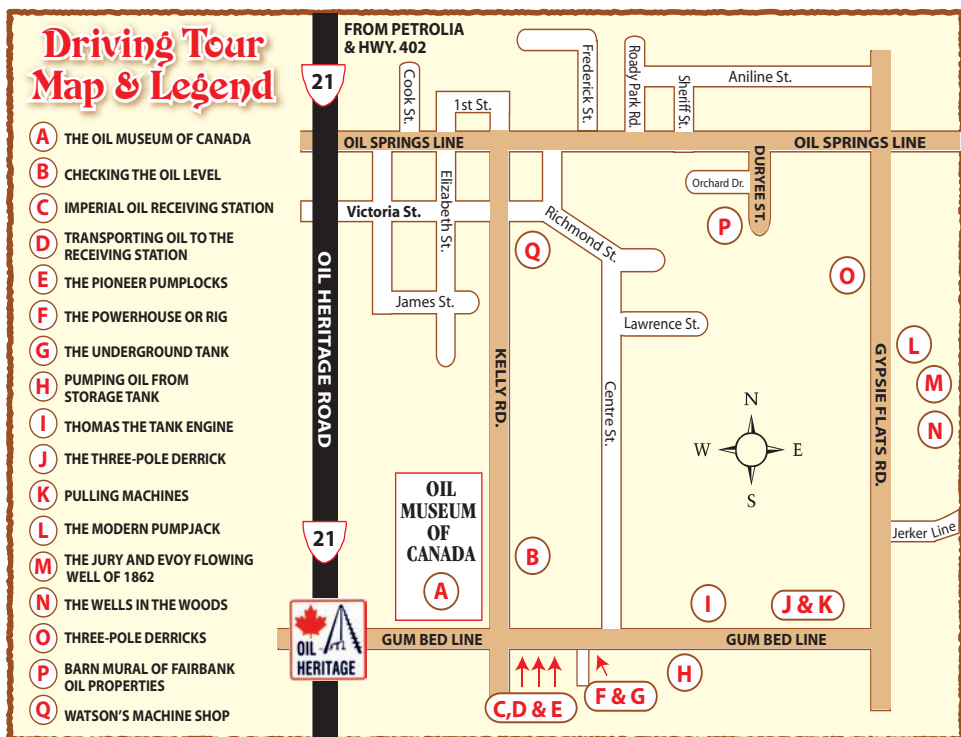 Driving Tour
Map & Legend
A THE OIL MUSEUM OF CANADA
B CHECKING THE OIL LEVEL
C IMPERIAL OIL RECEIVING STATION
D TRANSPORTING OIL TO THE
RECEIVING STATION
E THE PIONEER PUMPLOCKS
F THE POWERHOUSE OR RIG
G THE UNDERGROUND TANK
H PUMPING OIL FROM
STORAGE TANK
I THOMAS THE TANK ENGINE
J THE THREE-POLE DERRICK
K PULLING MACHINES
L THE MODERN PUMPJACK
M THE JURY AND EVOY FLOWING
WELL OF 1862
N THE WELLS IN THE WOODS
O THREE-POLE DERRICKS
P BARN MURAL OF FAIRBANK
OIL PROPERTIES
Q WATSON'S MACHINE SHOP
FROM PETROLIA
& HWY. 402
21
Cook St.
1st St.
Frederick St.
Roady Park Rd.
Sheriff St.
Aniline St.
OIL SPRINGS LINE
OIL SPRINGS LINE
DURYEE ST.
Orchard Dr.
Victoria St.
Elizabeth St.
Richmond St.
P
Q
O
OIL HERITAGE ROAD
James St.
Lawrence St.
KELLY RD.
Centre St.
GYPSIE FLATS RD.
L
M
N
N
W
E
S
OIL
MUSEUM
OF
CANADA
A
21
B
Jerker Line
I
J & K
OIL
HERITAGE
GUM BED LINE
GUM BED LINE
H
C,D & E
F & G